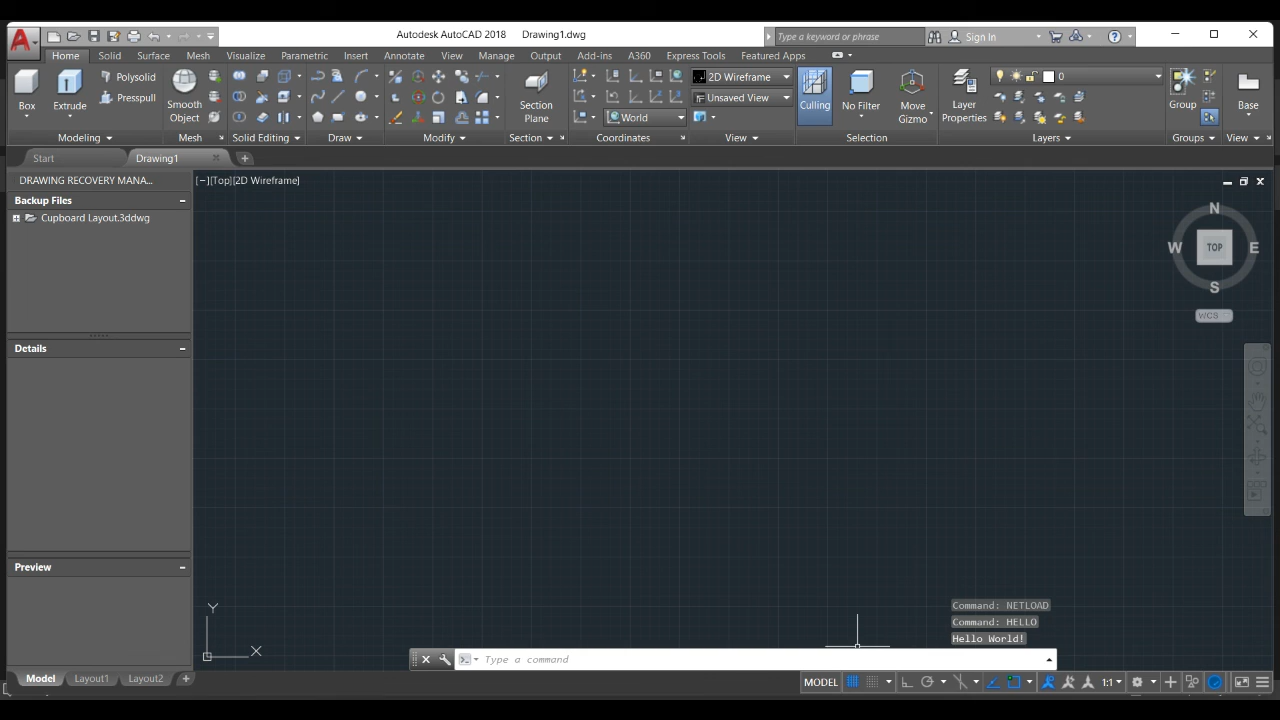 Autodesk AutoCAD 2018 Drawing1.dwg
Type a keyword or phrase
Sign In
Home Solid Surface Mesh Visualize Parametric Insert Annotate View Manage Output Add-ins A360 Express Tools Featured Apps
Box
Extrude
Polysolid
Presspull
Smooth
Object
Section
Plane
2D Wireframe
Unsaved View
World
Culling
No Filter
Move
Gizmo
Layer
Properties
0
Group
Base
Modeling Mesh Solid Editing Draw Modify Section Coordinates View Selection Layers Groups View
Start Drawing1
DRAWING RECOVERY MANA...
[−][Top][2D Wireframe]
Backup Files
Cupboard Layout.3ddwg
N
W TOP E
S
WCS
Details
Preview
Y
X
Command: NETLOAD
Command: HELLO
Hello World!
Type a command
Model Layout1 Layout2
MODEL 1:1